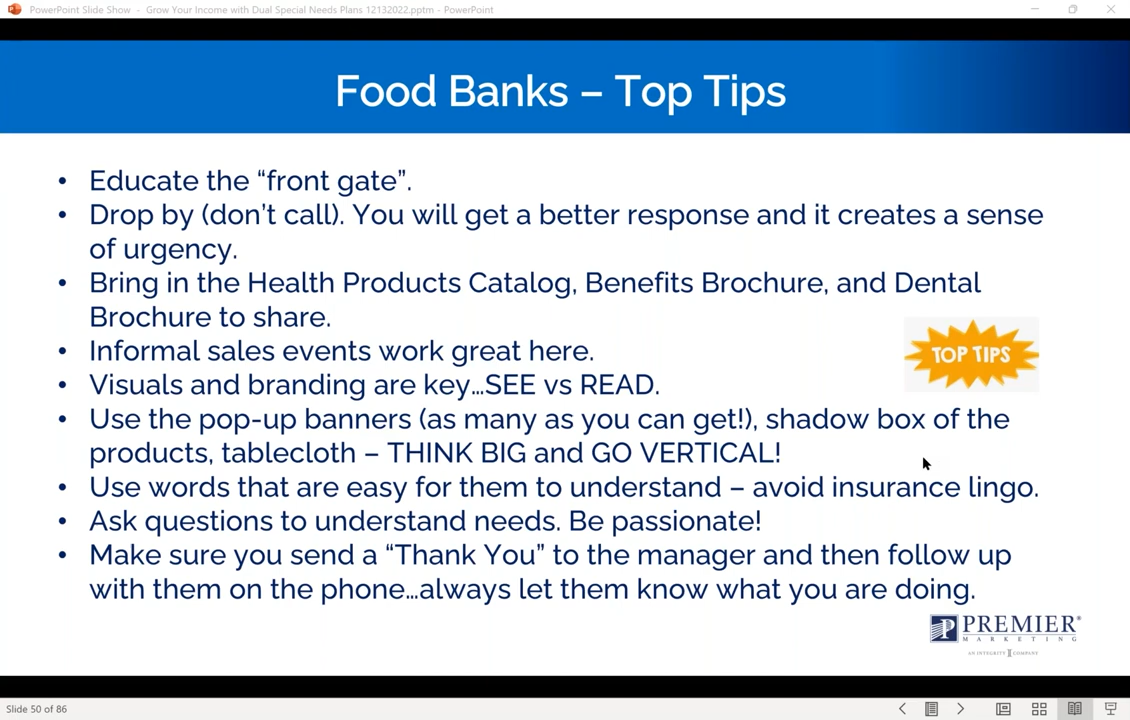 PowerPoint Slide Show - Grow Your Income with Dual Special Needs Plans 12132022.pptm - PowerPoint
Food Banks – Top Tips
• Educate the “front gate”.
• Drop by (don’t call). You will get a better response and it creates a sense
of urgency.
• Bring in the Health Products Catalog, Benefits Brochure, and Dental
Brochure to share.
• Informal sales events work great here.
• Visuals and branding are key…SEE vs READ.
• Use the pop-up banners (as many as you can get!), shadow box of the
products, tablecloth – THINK BIG and GO VERTICAL!
• Use words that are easy for them to understand – avoid insurance lingo.
• Ask questions to understand needs. Be passionate!
• Make sure you send a “Thank You” to the manager and then follow up
with them on the phone…always let them know what you are doing.
TOP TIPS
PREMIER®
MARKETING
AN INTEGRITY COMPANY
Slide 50 of 86